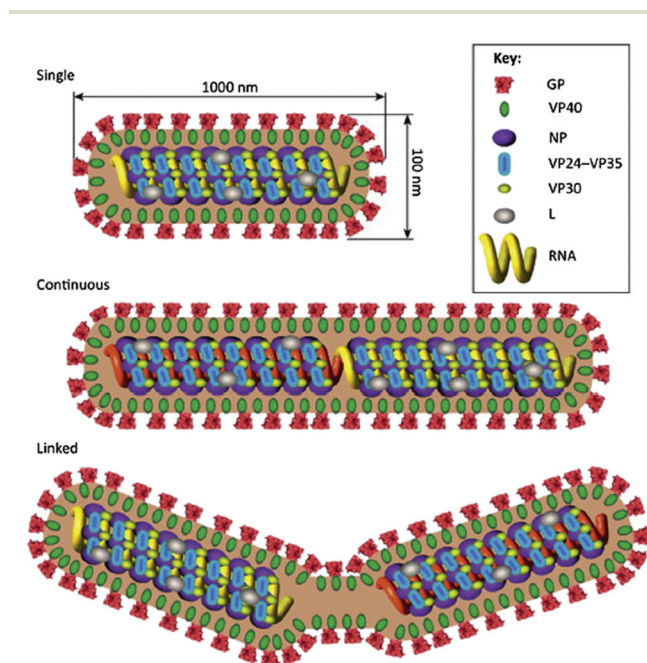 Single
1000 nm
100 nm
Key:
GP
VP40
NP
VP24–VP35
VP30
L
RNA
Continuous
Linked